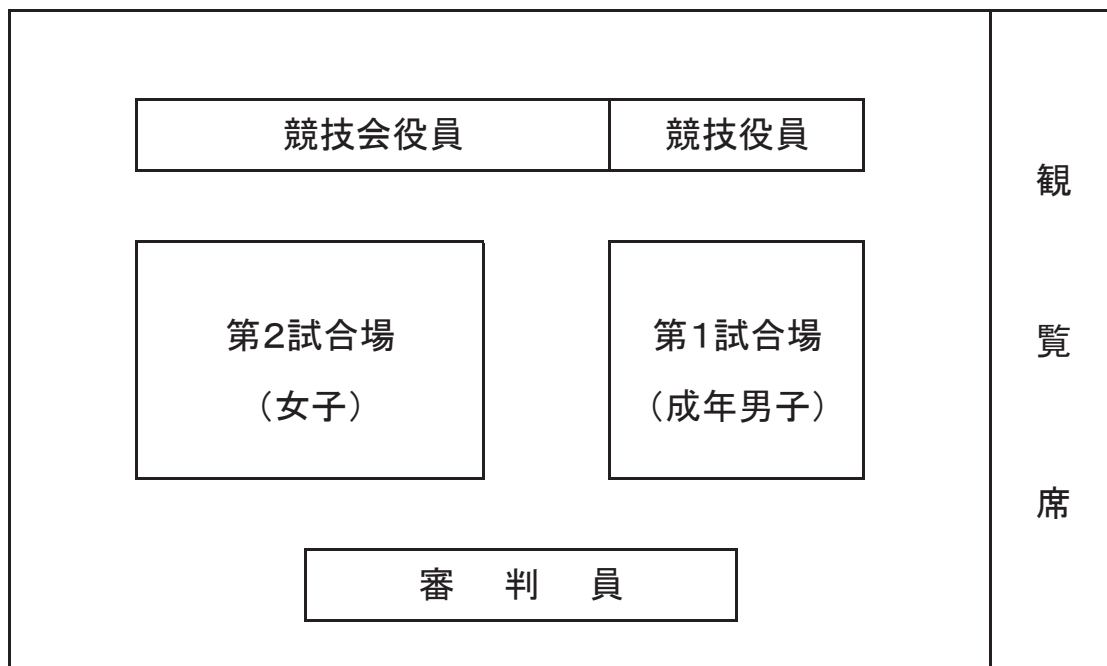 競技会役員
競技役員
第2試合場
（女子）
第1試合場
（成年男子）
審判員
観覧席